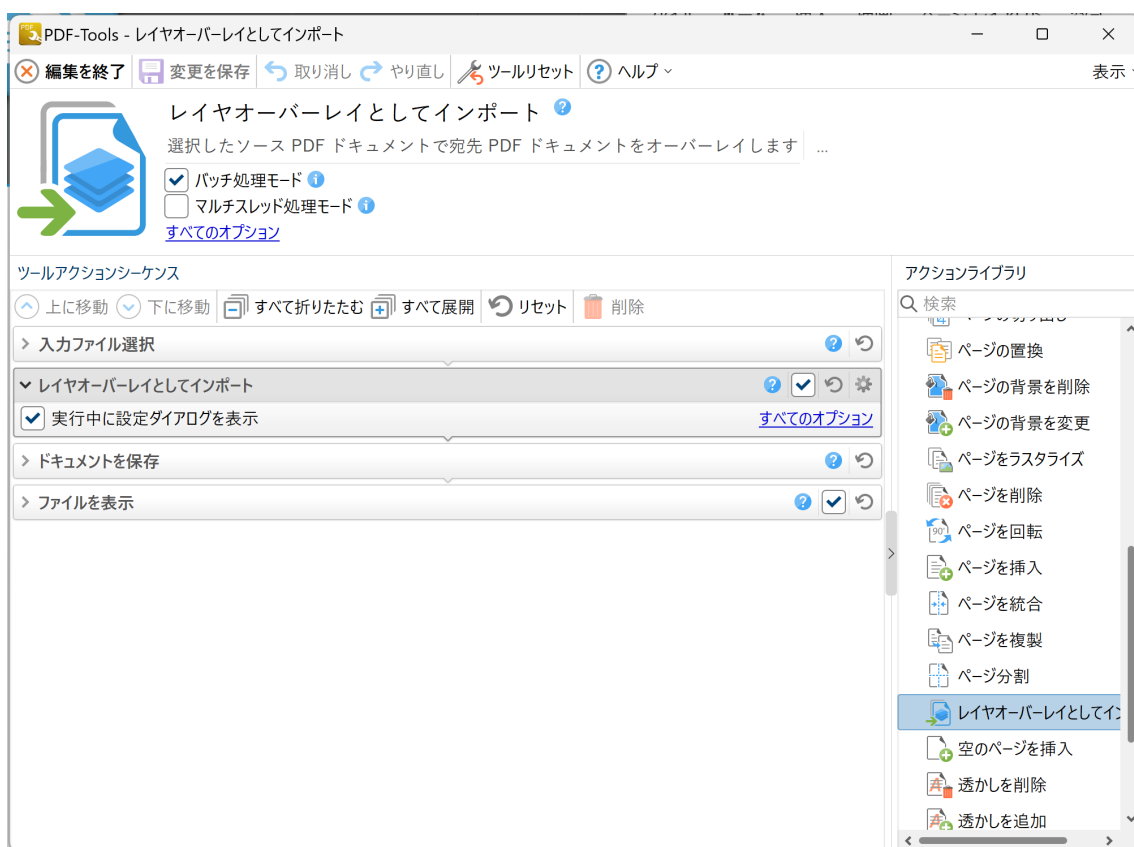 PDF-Tools - レイヤオーバーレイとしてインポート
編集を終了 変更を保存 取り消し やり直し ツールリセット ヘルプ 表示
レイヤオーバーレイとしてインポート
選択したソース PDF ドキュメントで宛先 PDF ドキュメントをオーバーレイします ...
バッチ処理モード
マルチスレッド処理モード
すべてのオプション
ツールアクションシーケンス
上に移動 下に移動 すべて折りたたむ すべて展開 リセット 削除
入力ファイル選択
レイヤオーバーレイとしてインポート
実行中に設定ダイアログを表示 すべてのオプション
ドキュメントを保存
ファイルを表示
アクションライブラリ
検索
ページの置換
ページの背景を削除
ページの背景を変更
ページをラスタライズ
ページを削除
ページを回転
ページを挿入
ページを統合
ページを複製
ページ分割
レイヤオーバーレイとしてイン
空のページを挿入
透かしを削除
透かしを追加